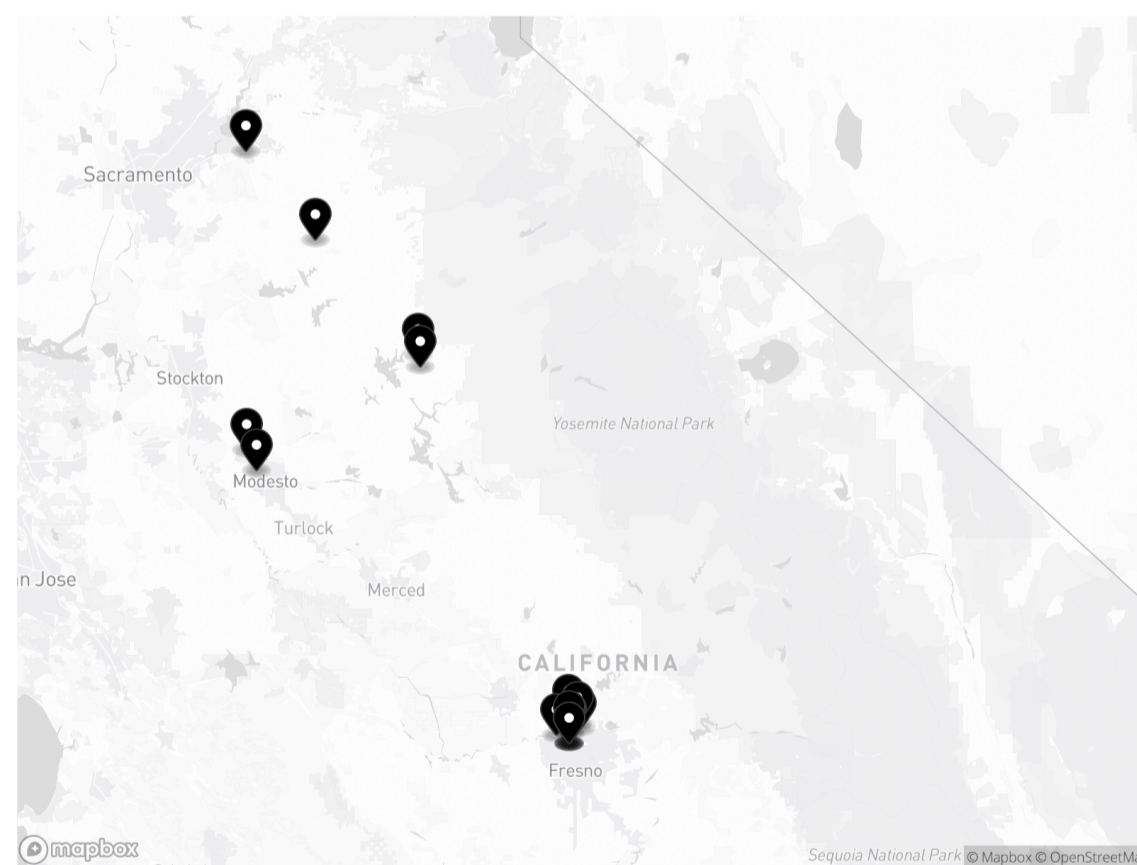 Sacramento
Stockton
Yosemite National Park
Modesto
Turlock
n Jose
Merced
CALIFORNIA
Fresno
mapbox
Sequoia National Park
© Mapbox © OpenStreetM